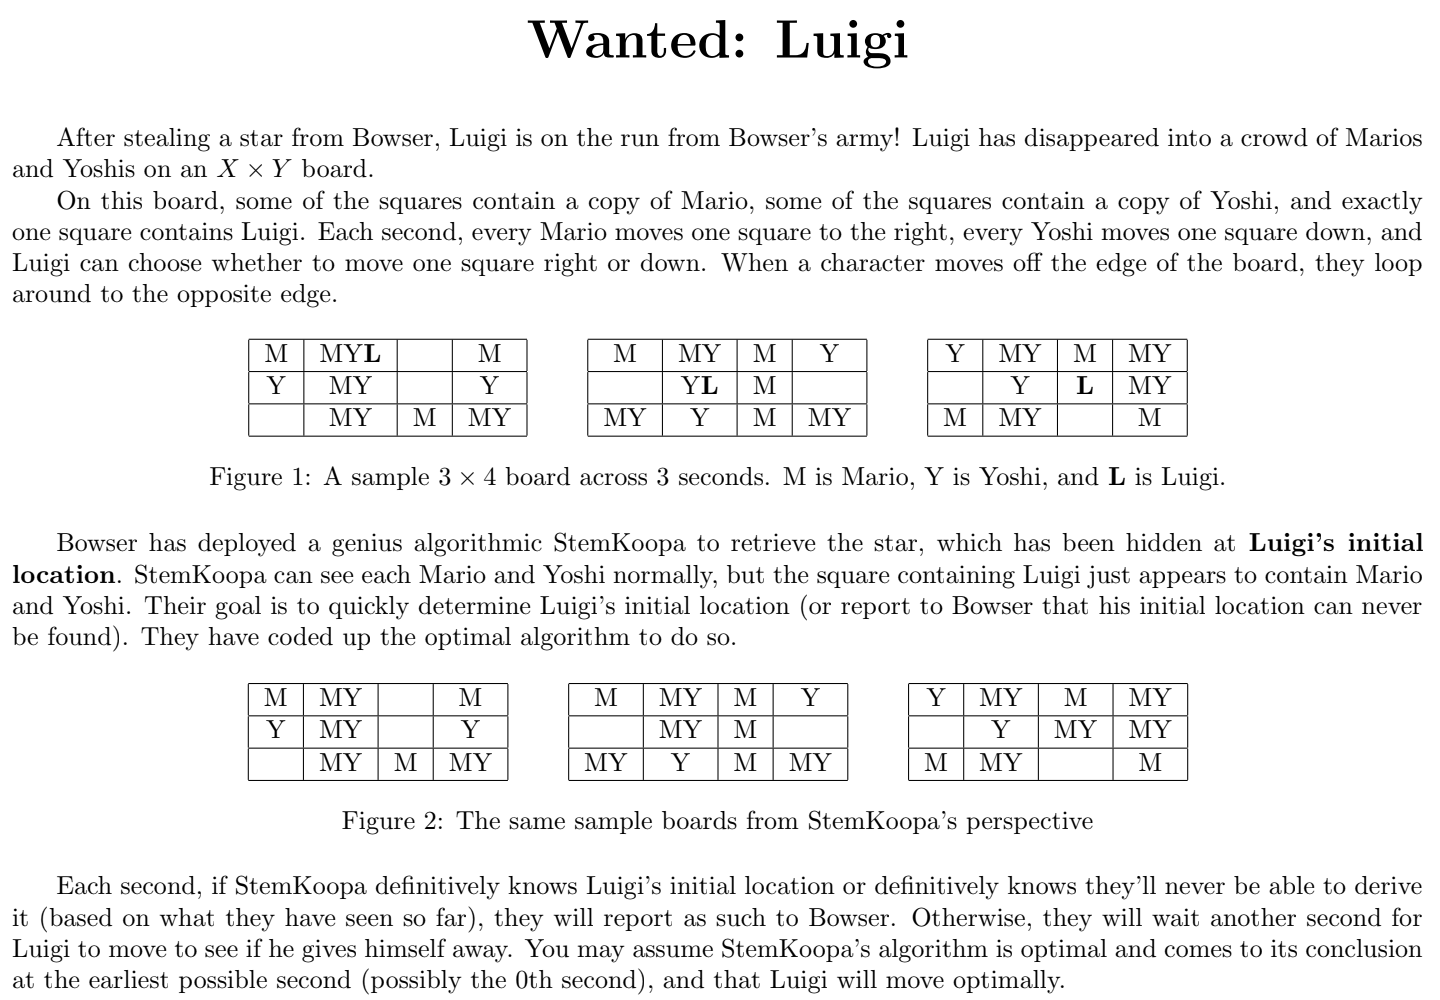 Wanted: Luigi
After stealing a star from Bowser, Luigi is on the run from Bowser's army! Luigi has disappeared into a crowd of Marios
and Yoshis on an X × Y board.
On this board, some of the squares contain a copy of Mario, some of the squares contain a copy of Yoshi, and exactly
one square contains Luigi. Each second, every Mario moves one square to the right, every Yoshi moves one square down, and
Luigi can choose whether to move one square right or down. When a character moves off the edge of the board, they loop
around to the opposite edge.
M MYL M M MY M Y Y MY M MY
Y MY Y YL M Y L MY
MY M MY MY Y M MY M MY M
Figure 1: A sample 3 × 4 board across 3 seconds. M is Mario, Y is Yoshi, and L is Luigi.
Bowser has deployed a genius algorithmic StemKoopa to retrieve the star, which has been hidden at Luigi's initial
location. StemKoopa can see each Mario and Yoshi normally, but the square containing Luigi just appears to contain Mario
and Yoshi. Their goal is to quickly determine Luigi's initial location (or report to Bowser that his initial location can never
be found). They have coded up the optimal algorithm to do so.
M MY M M MY M Y Y MY M MY
Y MY Y MY M Y MY MY
MY M MY MY Y M MY M MY M
Figure 2: The same sample boards from StemKoopa's perspective
Each second, if StemKoopa definitively knows Luigi's initial location or definitively knows they'll never be able to derive
it (based on what they have seen so far), they will report as such to Bowser. Otherwise, they will wait another second for
Luigi to move to see if he gives himself away. You may assume StemKoopa's algorithm is optimal and comes to its conclusion
at the earliest possible second (possibly the 0th second), and that Luigi will move optimally.